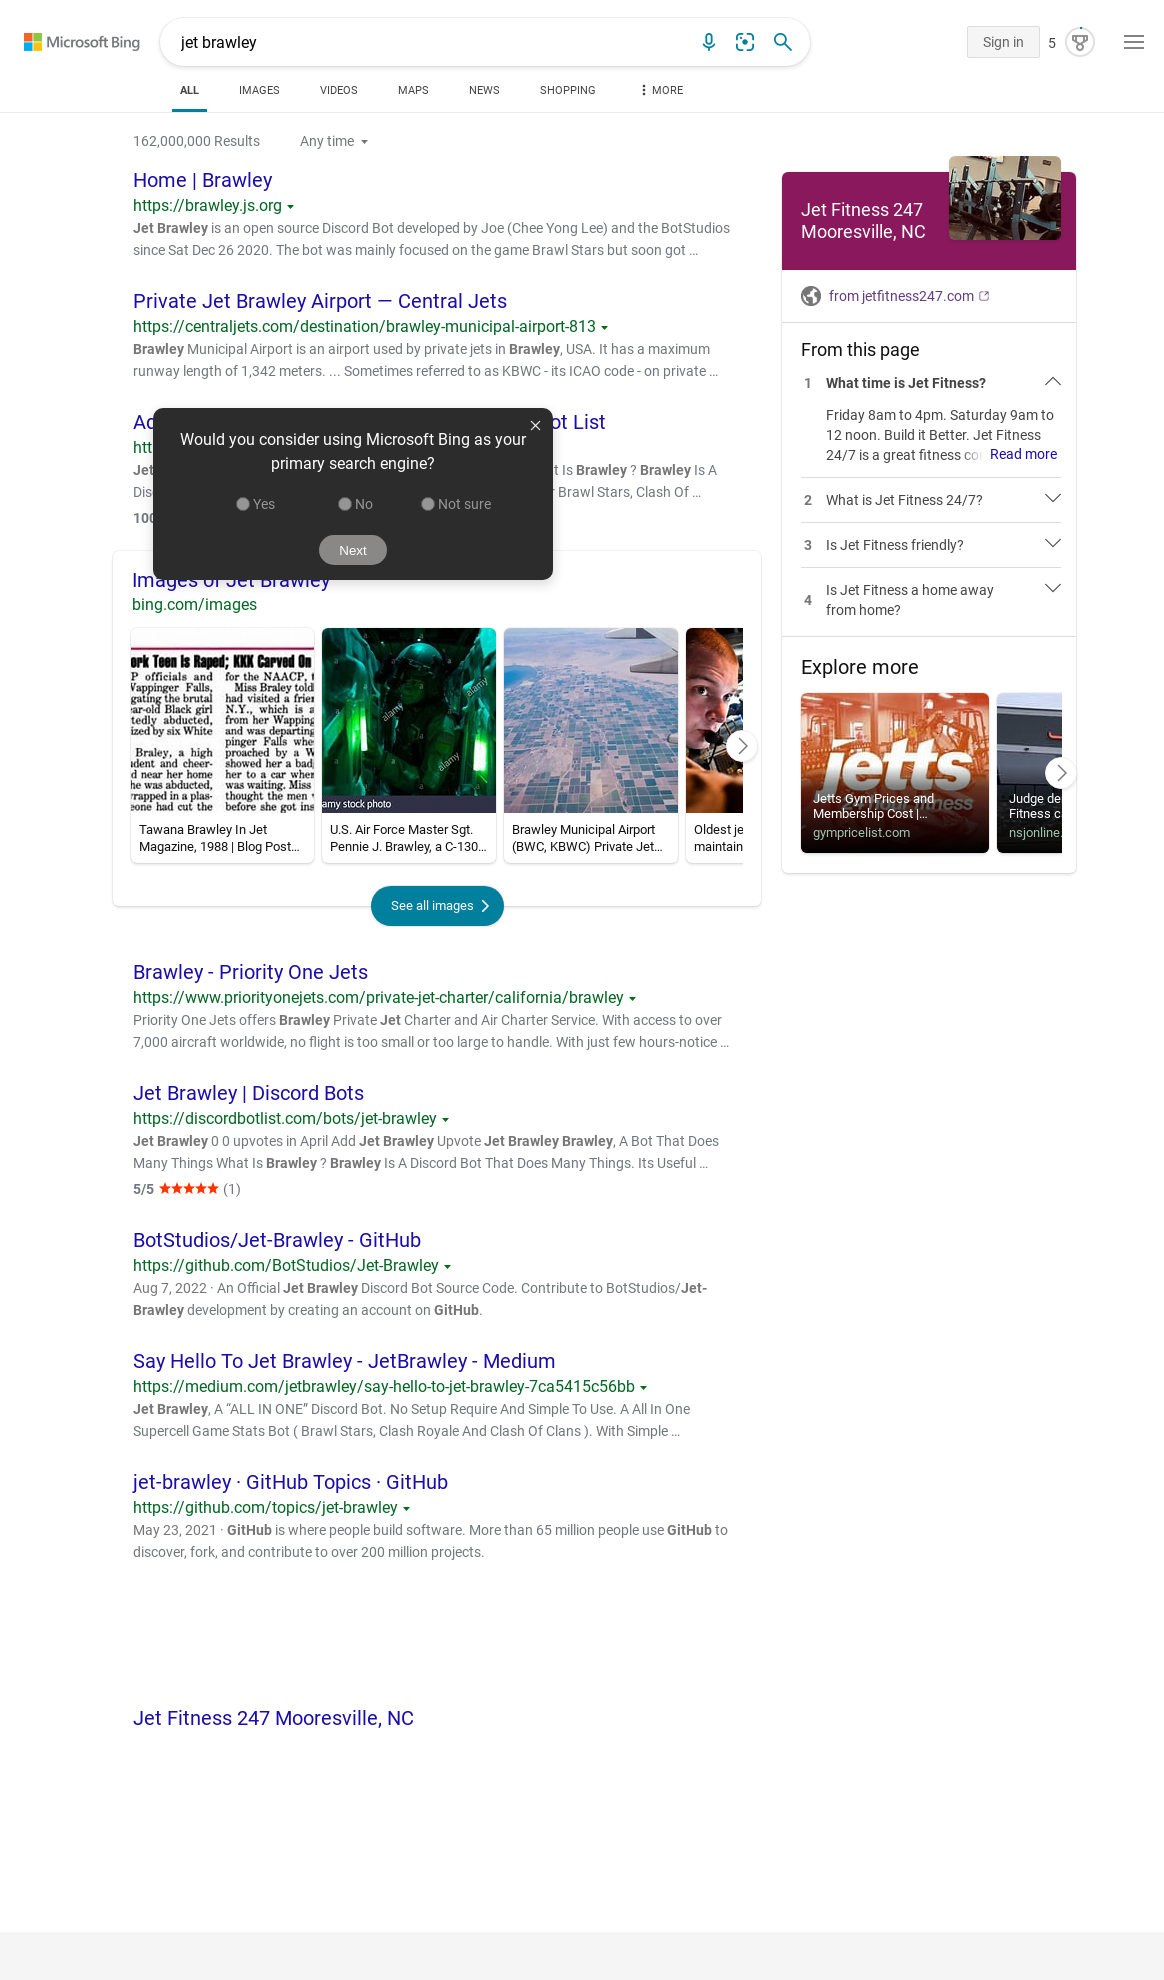 Microsoft Bing
jet brawley
Sign in
5
ALL
IMAGES
VIDEOS
MAPS
NEWS
SHOPPING
MORE
162,000,000 Results
Any time
Home | Brawley
https://brawley.js.org
Jet Brawley is an open source Discord Bot developed by Joe (Chee Yong Lee) and the BotStudios
since Sat Dec 26 2020. The bot was mainly focused on the game Brawl Stars but soon got …
Private Jet Brawley Airport — Central Jets
https://centraljets.com/destination/brawley-municipal-airport-813
Brawley Municipal Airport is an airport used by private jets in Brawley, USA. It has a maximum
runway length of 1,342 meters. ... Sometimes referred to as KBWC - its ICAO code - on private …
ot List
Jet
t Is Brawley ? Brawley Is A
Brawl Stars, Clash Of …
100
Would you consider using Microsoft Bing as your
primary search engine?
Yes
No
Not sure
Next
Images of Jet Brawley
bing.com/images
ork Teen Is Raped; KKK Carved On
P officials and
Wappinger Falls,
gating the brutal
ear-old Black girl
tedly abducted,
ized by six White
Braley, a high
dent and cheer-
d near her home
she was abducted,
rrapped in a plas-
eone had cut the
for the NAACP, t
Miss Braley told
had visited a frien
N.Y., which is a
from her Wapping
and was departing
pinger Falls when
proached by a W
showed her a bad
her to a car wher
was waiting. Miss
thought the men
before she got ins
alamy
alamy
alamy
amy stock photo
Tawana Brawley In Jet
Magazine, 1988 | Blog Post…
U.S. Air Force Master Sgt.
Pennie J. Brawley, a C-130…
Brawley Municipal Airport
(BWC, KBWC) Private Jet…
Oldest je
maintain
See all images
Brawley - Priority One Jets
https://www.priorityonejets.com/private-jet-charter/california/brawley
Priority One Jets offers Brawley Private Jet Charter and Air Charter Service. With access to over
7,000 aircraft worldwide, no flight is too small or too large to handle. With just few hours-notice …
Jet Brawley | Discord Bots
https://discordbotlist.com/bots/jet-brawley
Jet Brawley 0 0 upvotes in April Add Jet Brawley Upvote Jet Brawley Brawley, A Bot That Does
Many Things What Is Brawley ? Brawley Is A Discord Bot That Does Many Things. Its Useful …
5/5 ★★★★★ (1)
BotStudios/Jet-Brawley - GitHub
https://github.com/BotStudios/Jet-Brawley
Aug 7, 2022 · An Official Jet Brawley Discord Bot Source Code. Contribute to BotStudios/Jet-
Brawley development by creating an account on GitHub.
Say Hello To Jet Brawley - JetBrawley - Medium
https://medium.com/jetbrawley/say-hello-to-jet-brawley-7ca5415c56bb
Jet Brawley, A “ALL IN ONE” Discord Bot. No Setup Require And Simple To Use. A All In One
Supercell Game Stats Bot ( Brawl Stars, Clash Royale And Clash Of Clans ). With Simple …
jet-brawley · GitHub Topics · GitHub
https://github.com/topics/jet-brawley
May 23, 2021 · GitHub is where people build software. More than 65 million people use GitHub to
discover, fork, and contribute to over 200 million projects.
Jet Fitness 247 Mooresville, NC
Jet Fitness 247
Mooresville, NC
from jetfitness247.com
From this page
1 What time is Jet Fitness?
Friday 8am to 4pm. Saturday 9am to
12 noon. Build it Better. Jet Fitness
24/7 is a great fitness co
Read more
2 What is Jet Fitness 24/7?
3 Is Jet Fitness friendly?
4 Is Jet Fitness a home away
from home?
Explore more
jetts
fitness
Jetts Gym Prices and
Membership Cost |…
gympricelist.com
Judge de
Fitness c
nsjonline.